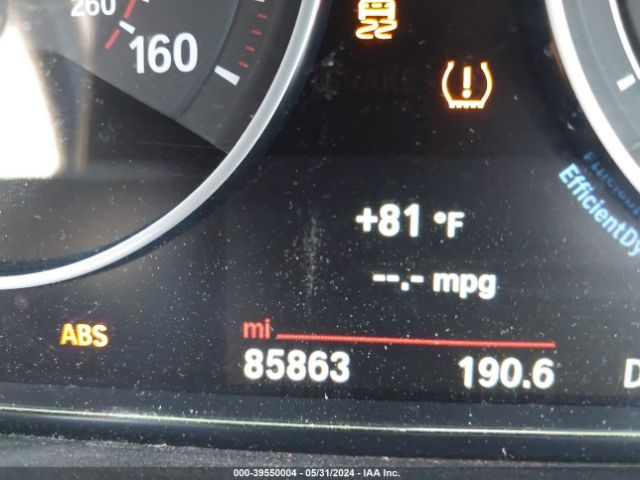 260
160
BRAKE
!
EfficientDy
+81 °F
--.- mpg
ABS
mi
85863 190.6 D
000-39550004 - 05/31/2024 - IAA Inc.